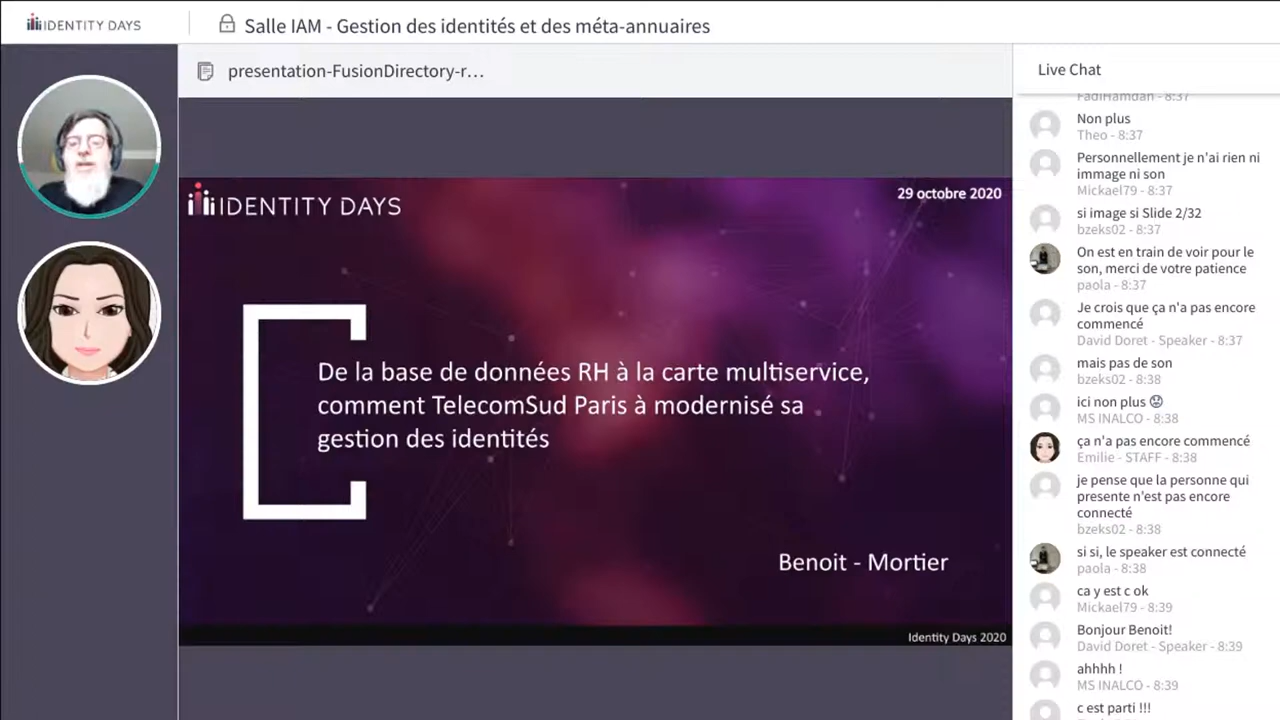 IDENTITY DAYS
Salle IAM - Gestion des identités et des méta-annuaires
presentation-FusionDirectory-r…
IDENTITY DAYS
29 octobre 2020
De la base de données RH à la carte multiservice,
comment TelecomSud Paris à modernisé sa
gestion des identités
Benoit - Mortier
Identity Days 2020
Live Chat
FadiHamdan - 8:37
Non plus
Theo - 8:37
Personnellement je n'ai rien ni
immage ni son
Mickael79 - 8:37
si image si Slide 2/32
bzeks02 - 8:37
On est en train de voir pour le
son, merci de votre patience
paola - 8:37
Je crois que ça n'a pas encore
commencé
David Doret - Speaker - 8:37
mais pas de son
bzeks02 - 8:38
ici non plus 😟
MS INALCO - 8:38
ça n'a pas encore commencé
Emilie - STAFF - 8:38
je pense que la personne qui
presente n'est pas encore
connecté
bzeks02 - 8:38
si si, le speaker est connecté
paola - 8:38
ca y est c ok
Mickael79 - 8:39
Bonjour Benoit!
David Doret - Speaker - 8:39
ahhhh !
MS INALCO - 8:39
c est parti !!!